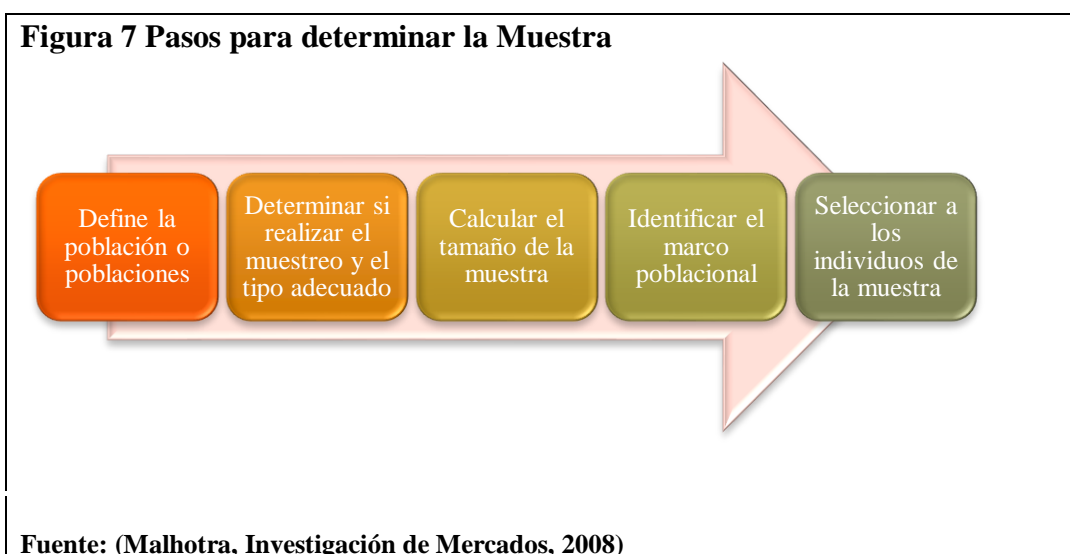 Figura 7 Pasos para determinar la Muestra
Define la
población o
poblaciones
Determinar si
realizar el
muestreo y el
tipo adecuado
Calcular el
tamaño de la
muestra
Identificar el
marco
poblacional
Seleccionar a
los
individuos de
la muestra
Fuente: (Malhotra, Investigación de Mercados, 2008)